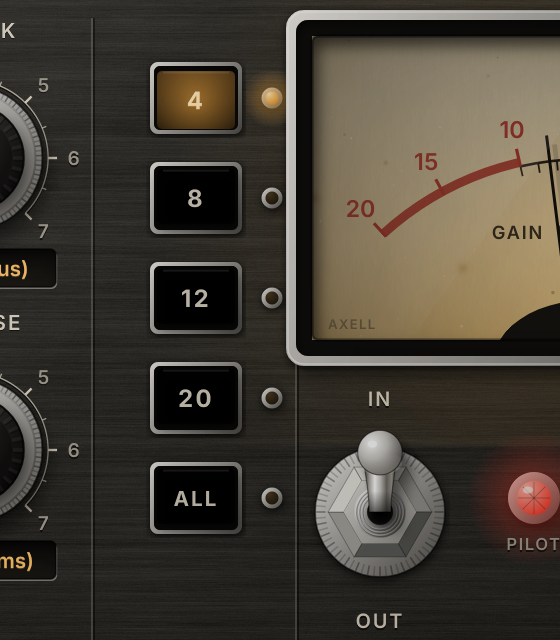 K
5
6
7
us)
SE
5
6
7
ms)
4
8
12
20
ALL
20
15
10
GAIN
AXELL
IN
OUT
PILOT